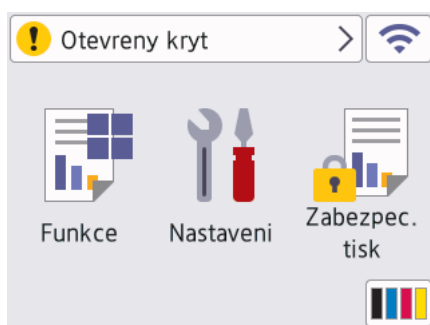 Otevreny kryt
Funkce
Nastaveni
Zabezpec.
tisk